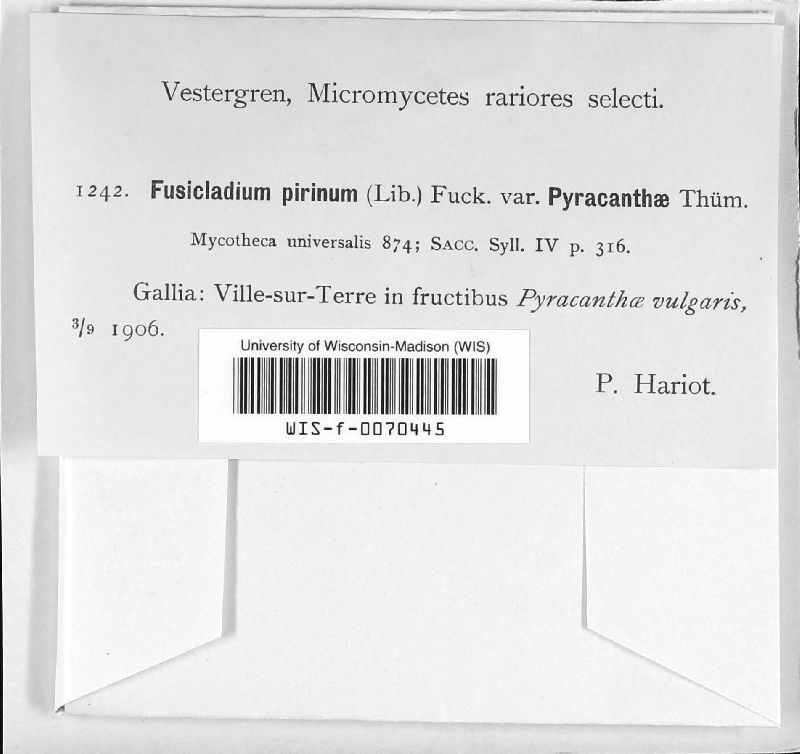 Vestergren, Micromycetes rariores selecti.
1242. Fusicladium pirinum (Lib.) Fuck. var. Pyracanthæ Thüm.
Mycotheca universalis 874; SACC. Syll. IV p. 316.
Gallia: Ville-sur-Terre in fructibus Pyracanthæ vulgaris,
3/9 1906.
University of Wisconsin-Madison (WIS)
WIS-f-0070445
P. Hariot.